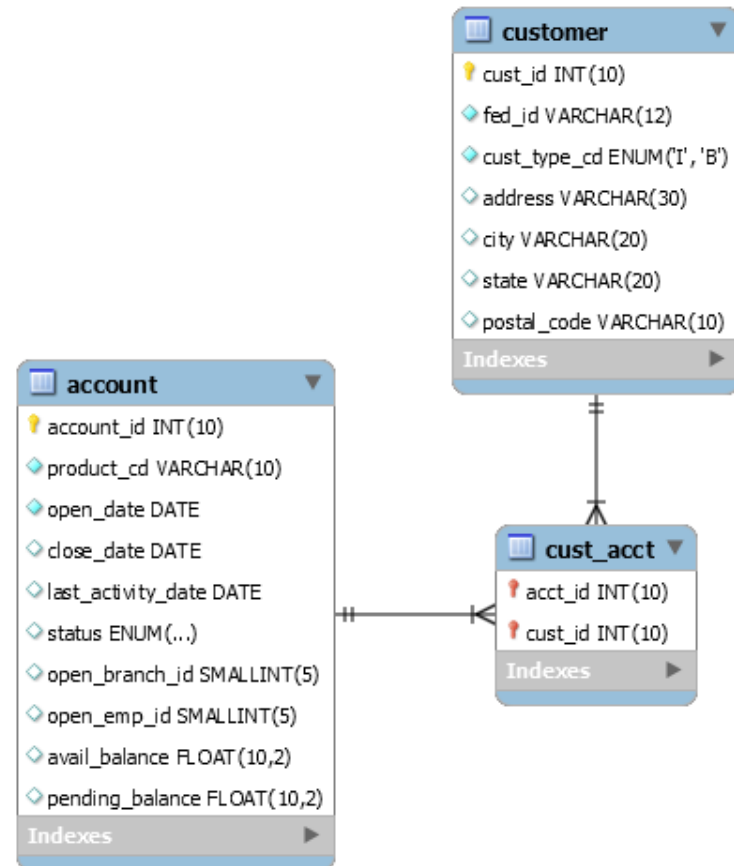 customer
cust_id INT(10)
fed_id VARCHAR(12)
cust_type_cd ENUM('I', 'B')
address VARCHAR(30)
city VARCHAR(20)
state VARCHAR(20)
postal_code VARCHAR(10)
Indexes
account
account_id INT(10)
product_cd VARCHAR(10)
open_date DATE
close_date DATE
last_activity_date DATE
status ENUM(...)
open_branch_id SMALLINT(5)
open_emp_id SMALLINT(5)
avail_balance FLOAT(10,2)
pending_balance FLOAT(10,2)
Indexes
cust_acct
acct_id INT(10)
cust_id INT(10)
Indexes